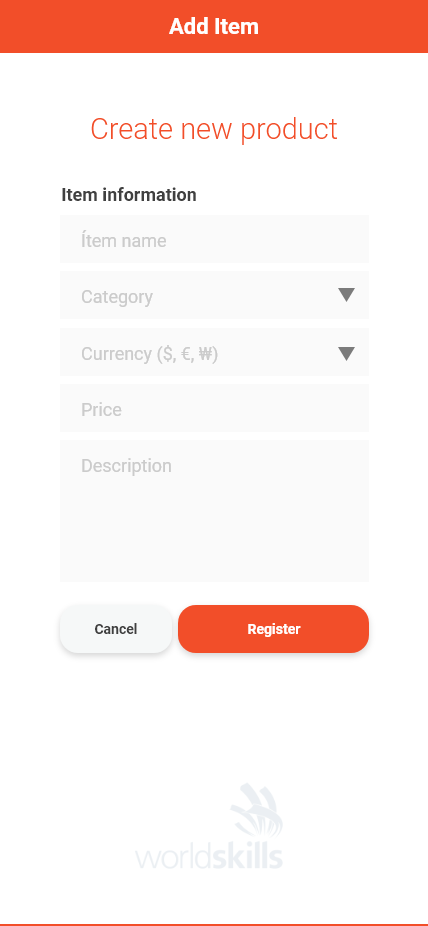 Add Item
Create new product
Item information
Ítem name
Category
Currency ($, €, ₩)
Price
Description
Cancel
Register
worldskills